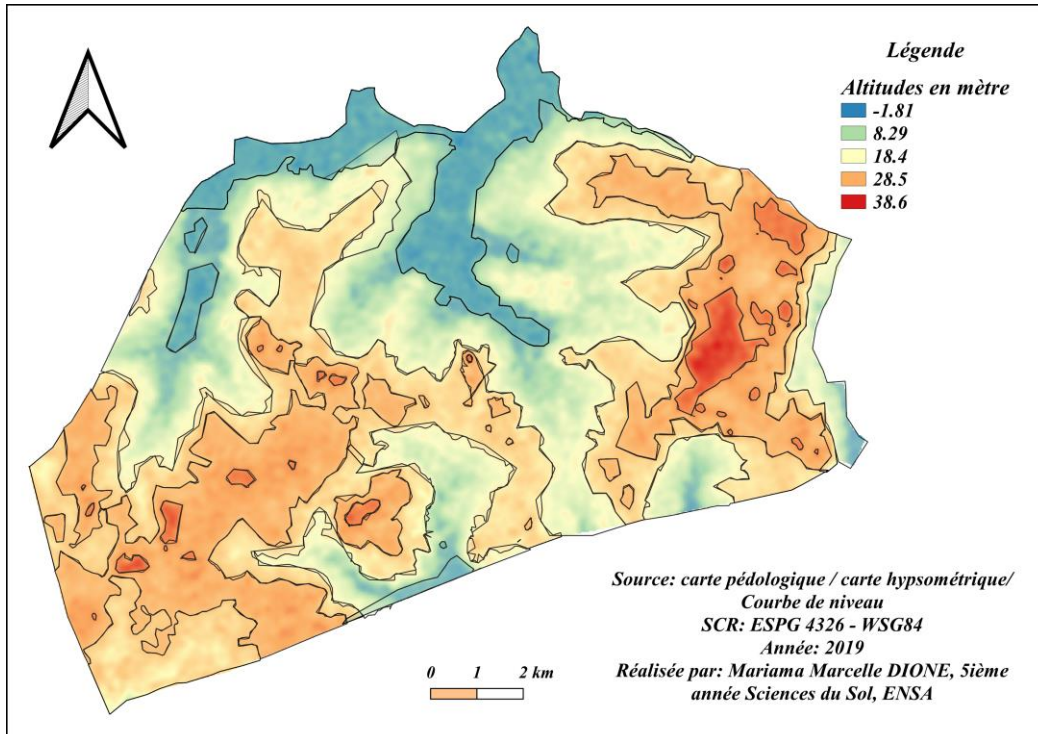 Légende
Altitudes en mètre
-1.81
8.29
18.4
28.5
38.6
Source: carte pédologique / carte hypsométrique/
Courbe de niveau
SCR: ESPG 4326 - WSG84
Année: 2019
Réalisée par: Mariama Marcelle DIONE, 5ième
année Sciences du Sol, ENSA
0 1 2 km